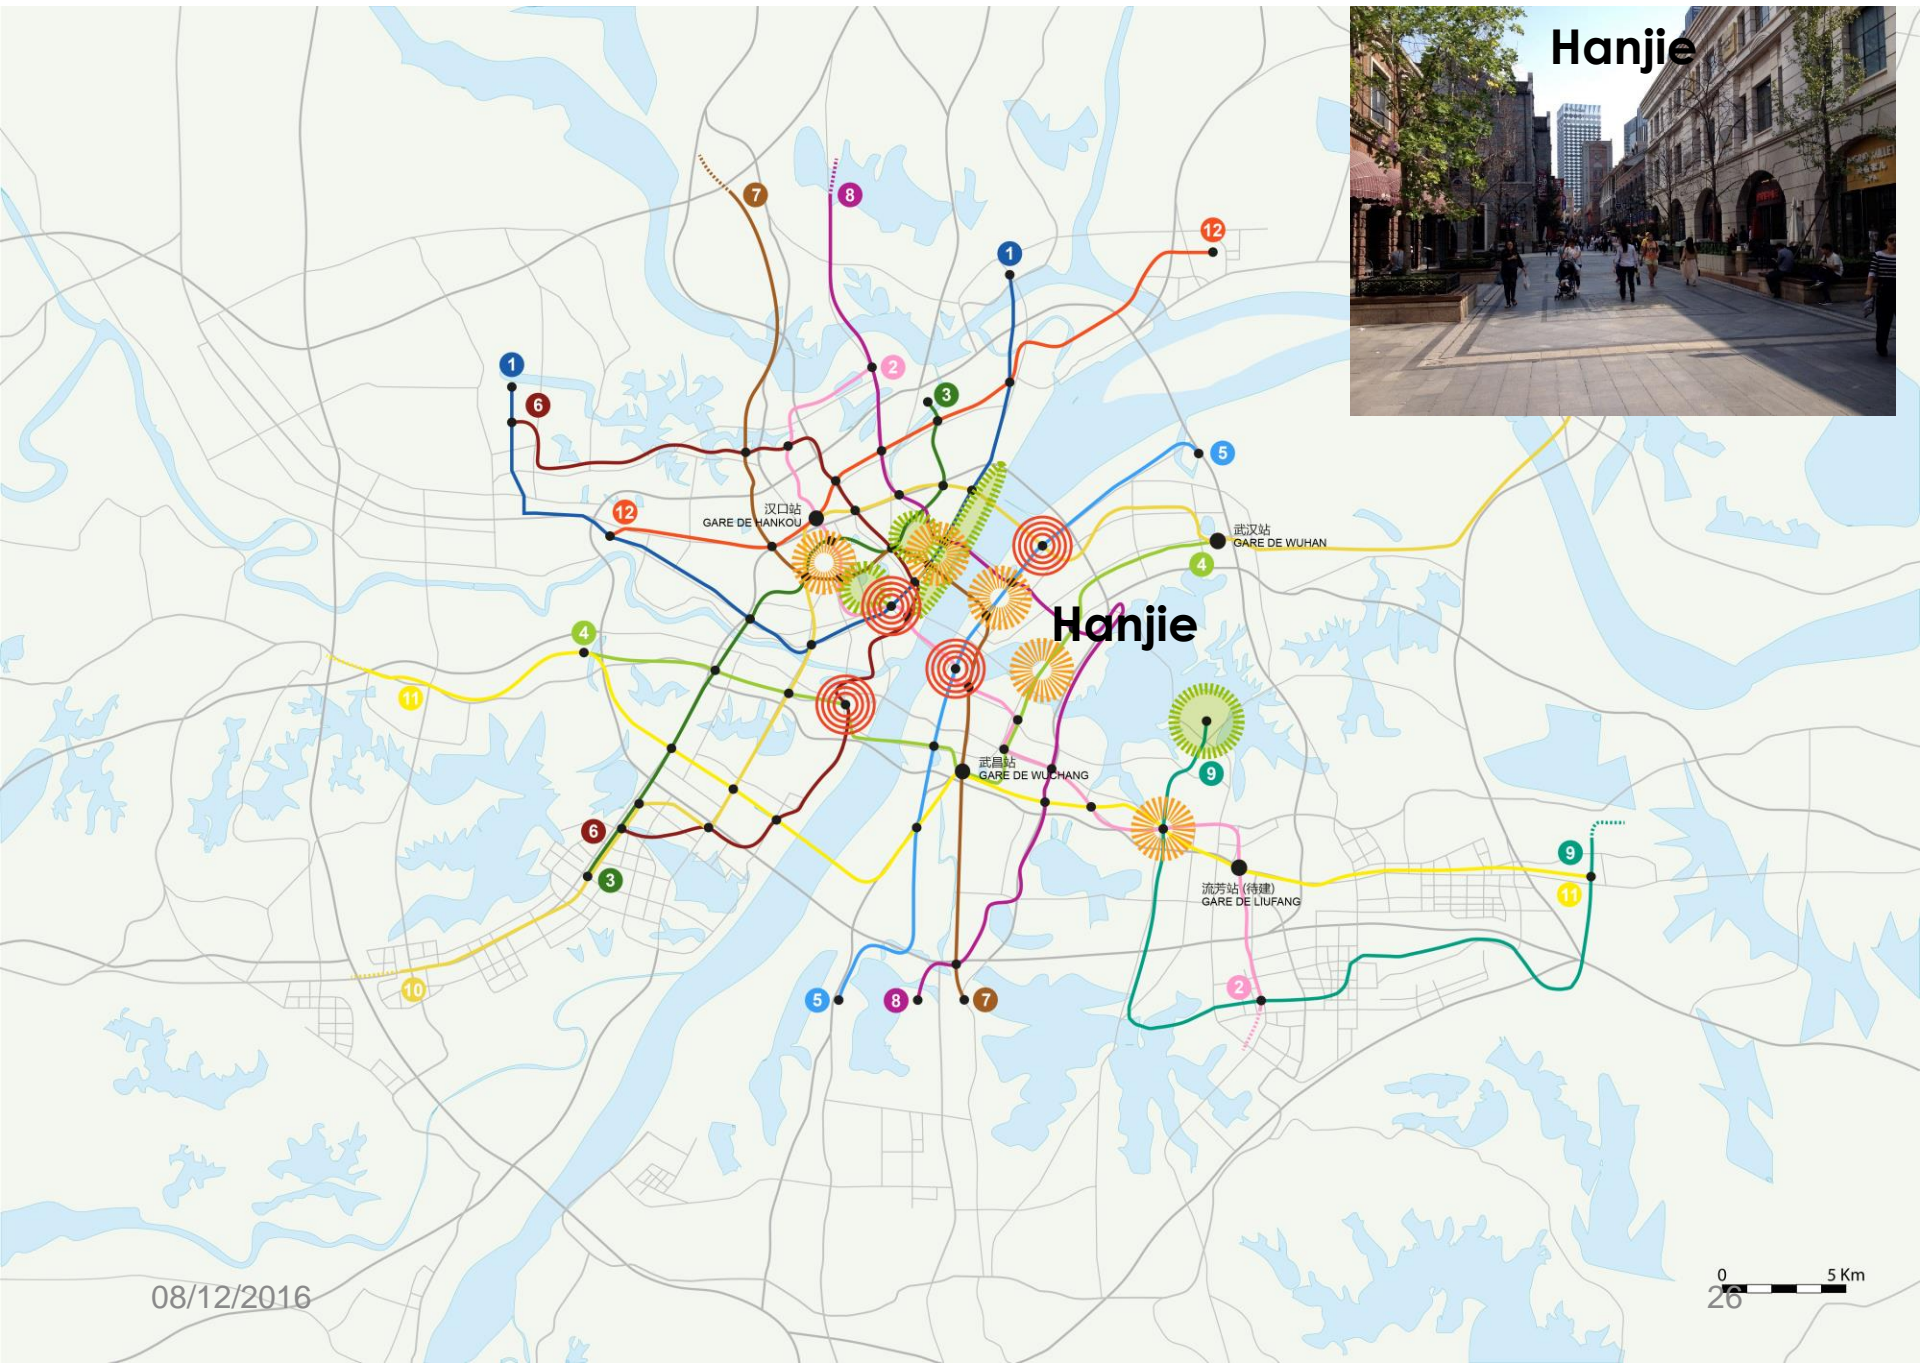 Hanjie
7
8
12
1
1
2
3
6
5
12
汉口站
GARE DE HANKOU
武汉站
GARE DE WUHAN
4
Hanjie
4
11
武昌站
GARE DE WUCHANG
9
6
3
9
流芳站 (待建)
GARE DE LIUFANG
11
10
2
5
8
7
0
5 Km
08/12/2016
26